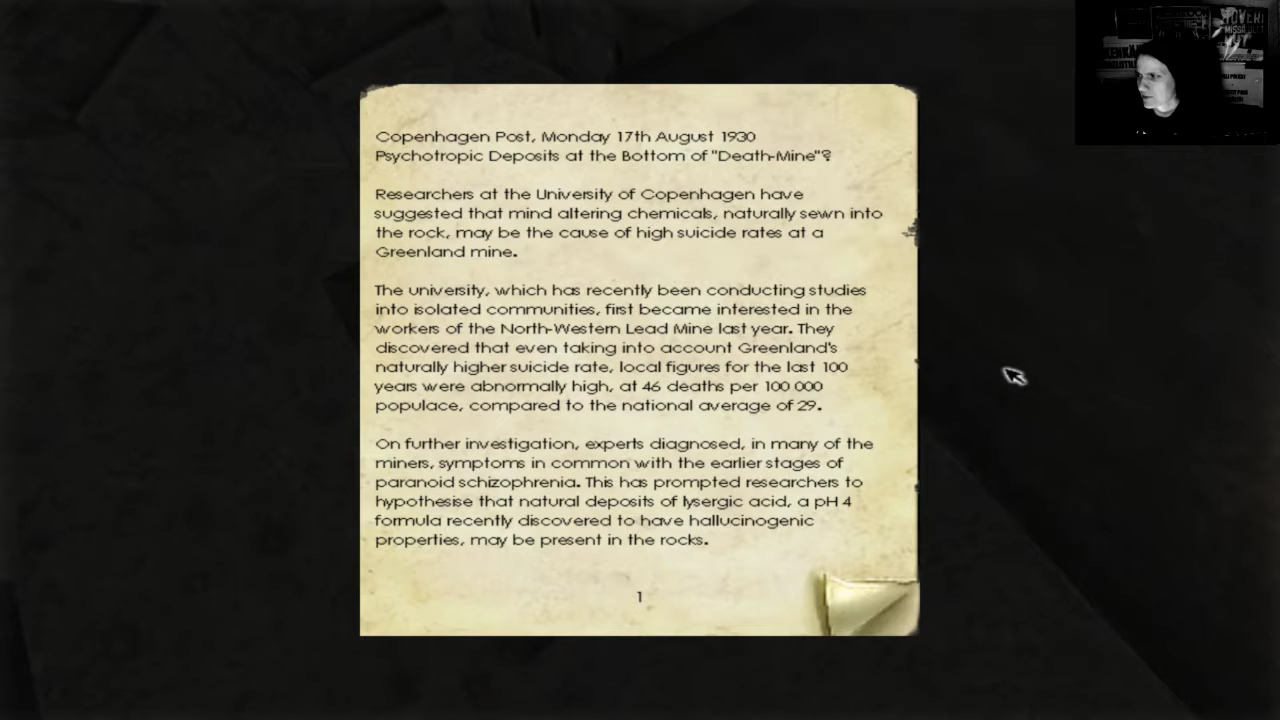 Copenhagen Post, Monday 17th August 1930
Psychotropic Deposits at the Bottom of "Death-Mine"?
Researchers at the University of Copenhagen have
suggested that mind altering chemicals, naturally sewn into
the rock, may be the cause of high suicide rates at a
Greenland mine.
The university, which has recently been conducting studies
into isolated communities, first became interested in the
workers of the North-Western Lead Mine last year. They
discovered that even taking into account Greenland's
naturally higher suicide rate, local figures for the last 100
years were abnormally high, at 46 deaths per 100 000
populace, compared to the national average of 29.
On further investigation, experts diagnosed, in many of the
miners, symptoms in common with the earlier stages of
paranoid schizophrenia. This has prompted researchers to
hypothesise that natural deposits of lysergic acid, a pH 4
formula recently discovered to have hallucinogenic
properties, may be present in the rocks.
1